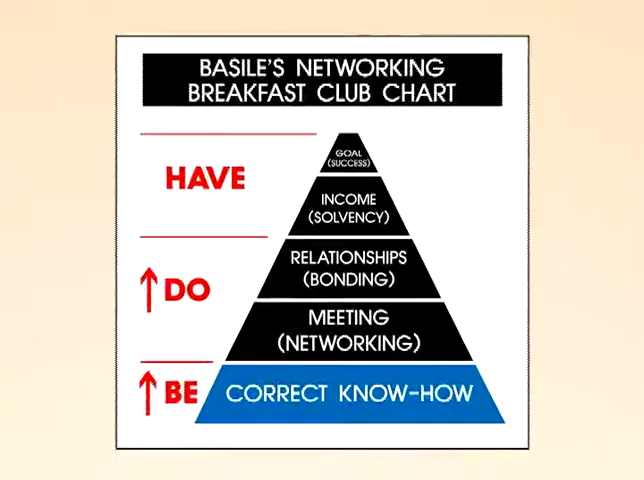 BASILE'S NETWORKING
BREAKFAST CLUB CHART
GOAL
(SUCCESS)
HAVE
INCOME
(SOLVENCY)
RELATIONSHIPS
(BONDING)
DO
MEETING
(NETWORKING)
BE
CORRECT KNOW-HOW